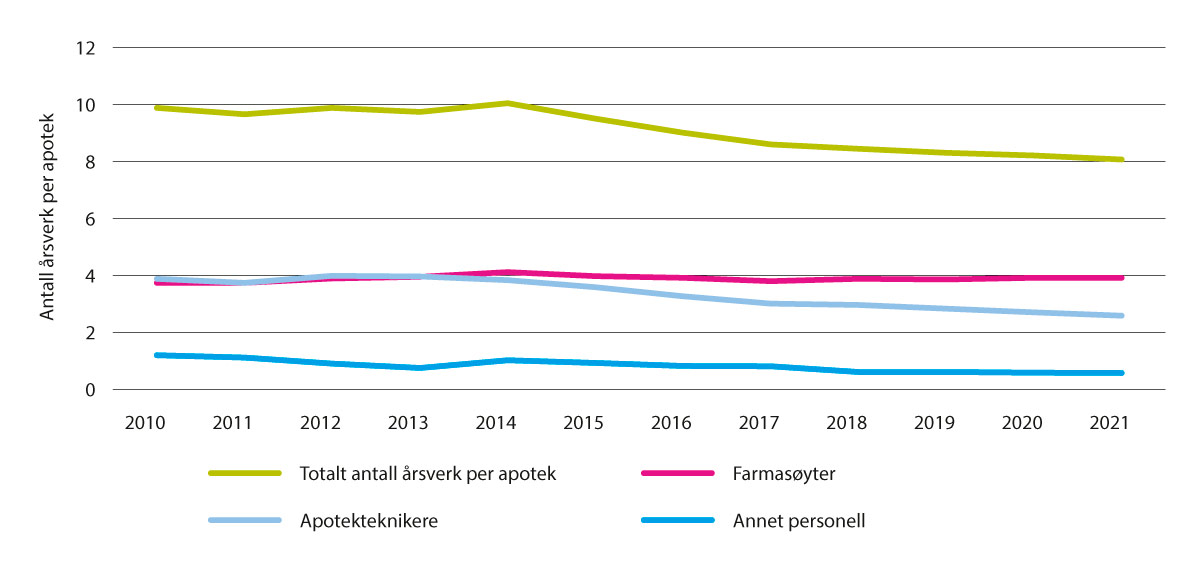 Antall årsverk per apotek
12
10
8
6
4
2
0
2010 2011 2012 2013 2014 2015 2016 2017 2018 2019 2020 2021
Totalt antall årsverk per apotek Farmasøyter
Apotekteknikere Annet personell